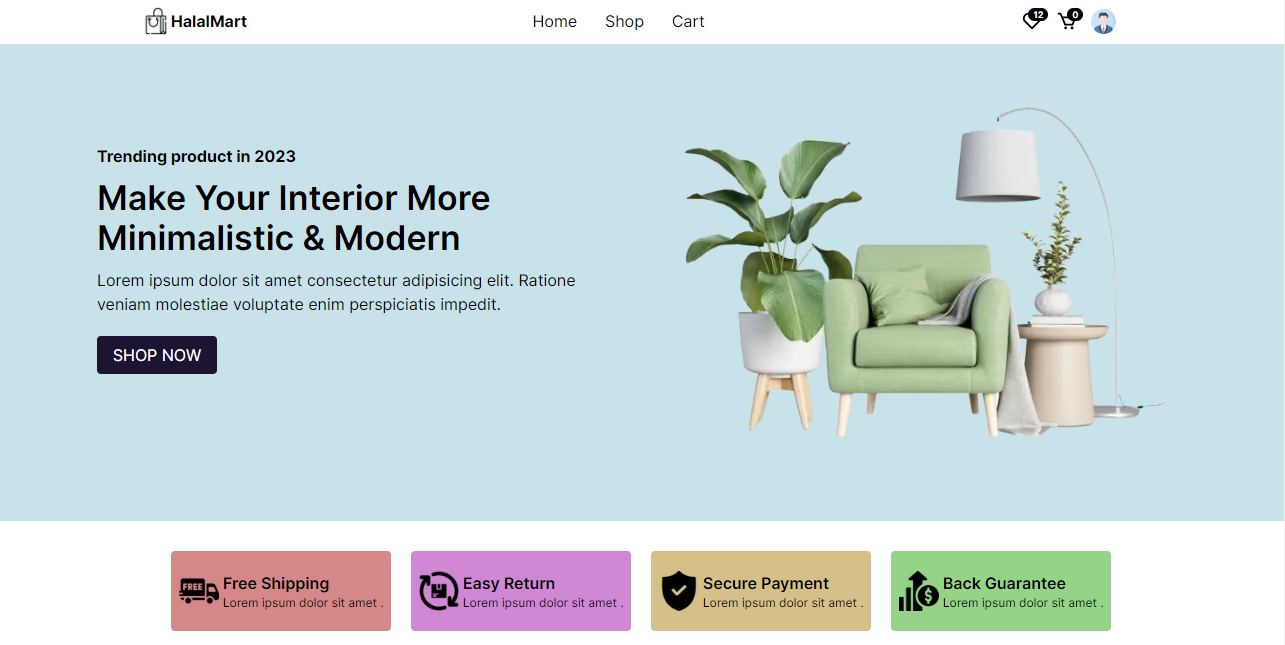 HalalMart
Home Shop Cart
12 0
Trending product in 2023
Make Your Interior More
Minimalistic & Modern
Lorem ipsum dolor sit amet consectetur adipisicing elit. Ratione
veniam molestiae voluptate enim perspiciatis impedit.
SHOP NOW
FREE
Free Shipping
Lorem ipsum dolor sit amet .
Easy Return
Lorem ipsum dolor sit amet .
Secure Payment
Lorem ipsum dolor sit amet .
Back Guarantee
Lorem ipsum dolor sit amet .